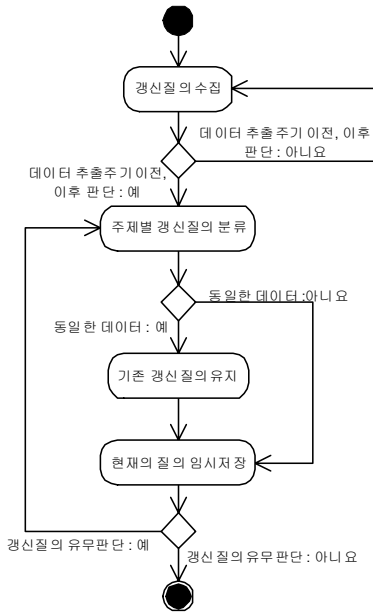 갱신질의수집
데이터 추출주기 이전, 이후
판단 : 아니요
데이터 추출주기 이전,
이후 판단 : 예
주제별 갱신질의 분류
동일한 데이터 :아니요
동일한 데이터 : 예
기존 갱신질의유지
현재의 질의 임시저장
갱신질의 유무판단 : 예
갱신질의유무판단 : 아니요